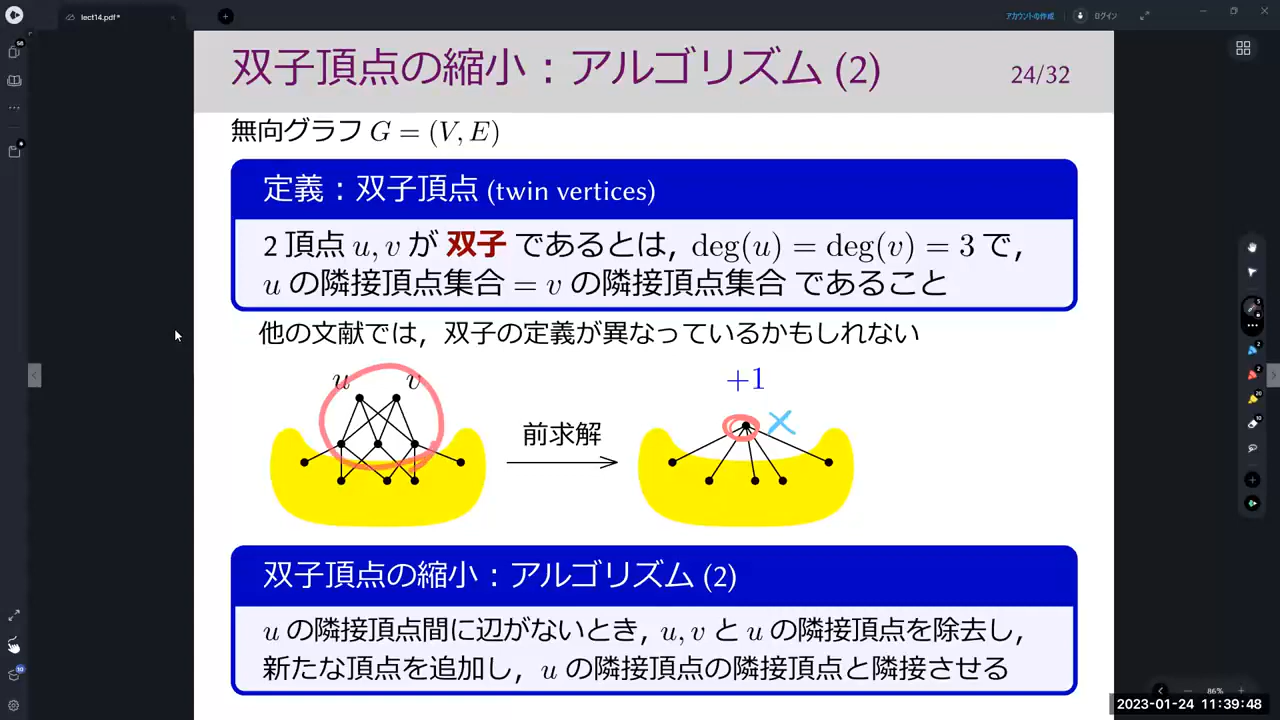 lect14.pdf*
アカウントの作成
ログイン
双子頂点の縮小：アルゴリズム (2)
24/32
無向グラフ G = (V, E)
定義：双子頂点 (twin vertices)
2 頂点 u, v が 双子 であるとは, deg(u) = deg(v) = 3 で,
u の隣接頂点集合 = v の隣接頂点集合 であること
他の文献では，双子の定義が異なっているかもしれない
u v
+1
前求解
双子頂点の縮小：アルゴリズム (2)
u の隣接頂点間に辺がないとき, u, v と u の隣接頂点を除去し,
新たな頂点を追加し，u の隣接頂点の隣接頂点と隣接させる
86%
2023-01-24 11:39:48